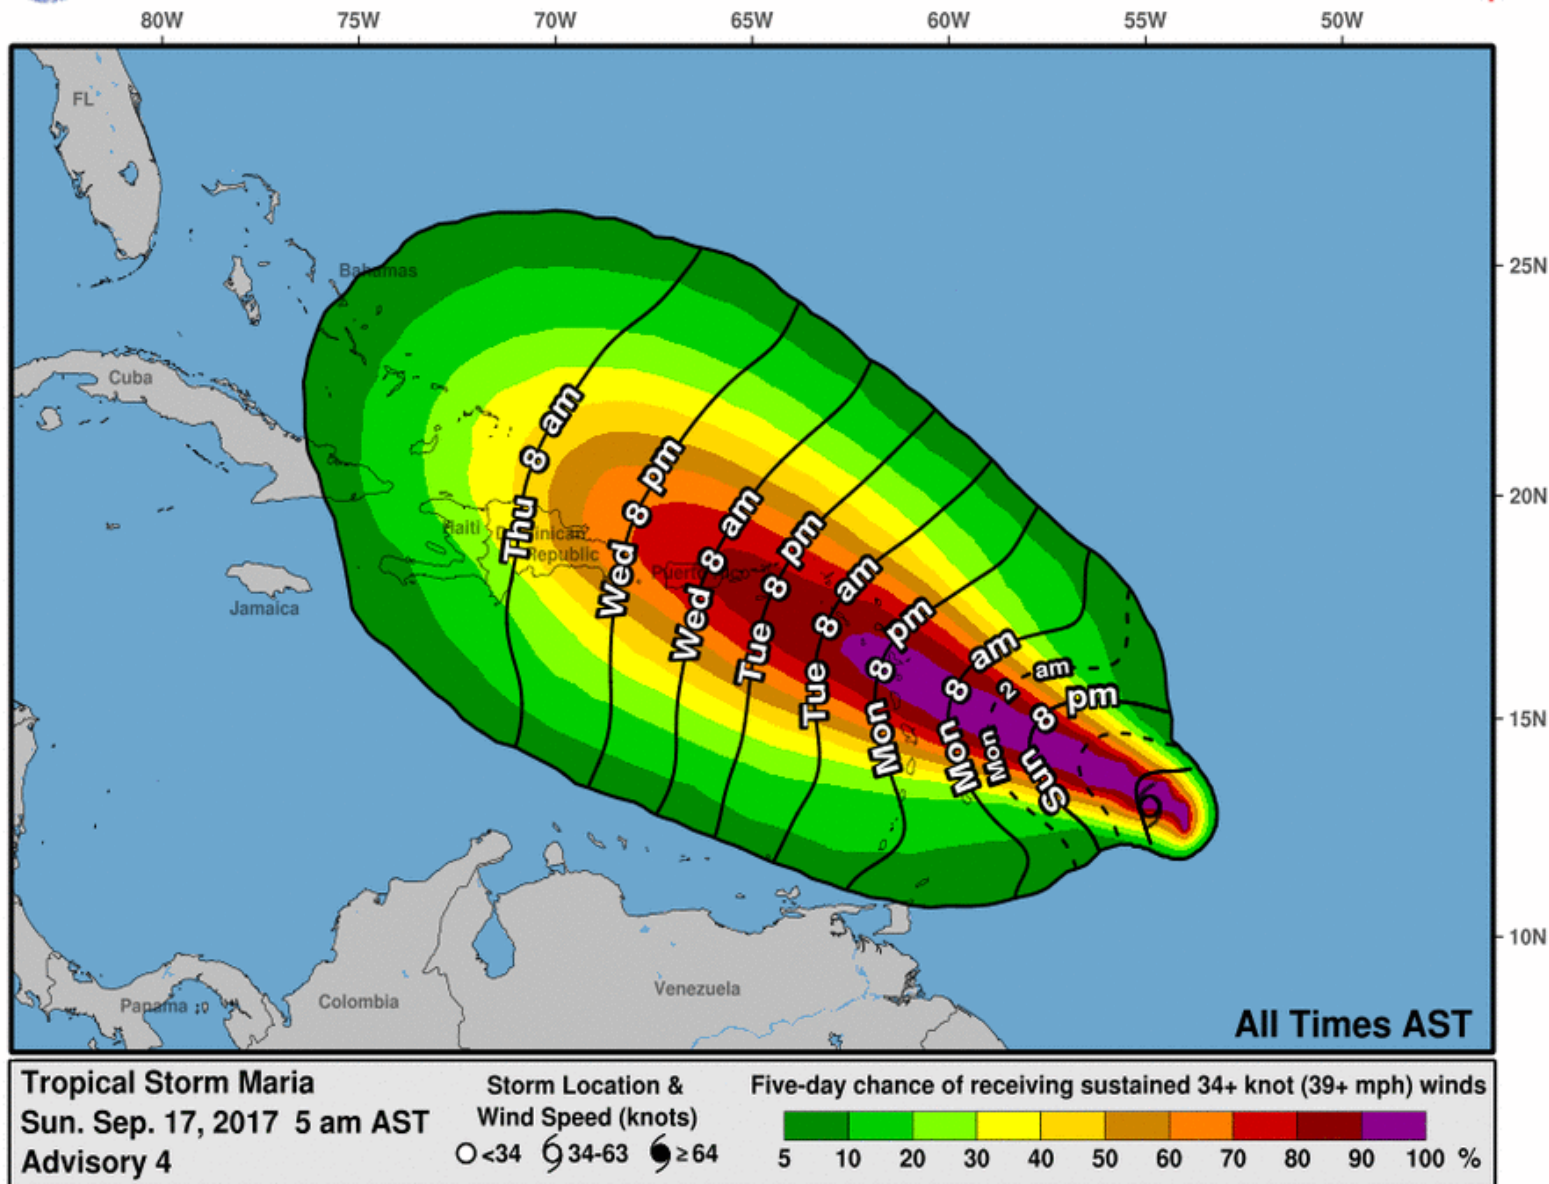 80W 75W 70W 65W 60W 55W 50W
FL
Bahamas
25N
Cuba
20N
Haiti Dominican Republic
Puerto Rico
Jamaica
15N
10N
Thu 8 am
Wed 8 pm
Wed 8 am
Tue 8 pm
Tue 8 am
Mon 8 pm
Mon 8 am
Mon 2 am
Sun 8 pm
Panama
Colombia
Venezuela
All Times AST
Tropical Storm Maria
Sun. Sep. 17, 2017 5 am AST
Advisory 4
Storm Location &
Wind Speed (knots)
<34 34-63 ≥64
Five-day chance of receiving sustained 34+ knot (39+ mph) winds
5 10 20 30 40 50 60 70 80 90 100 %